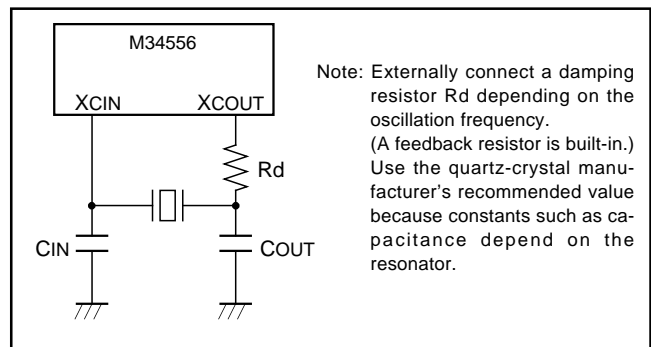 M34556
XCIN XCOUT
Rd
CIN COUT
Note: Externally connect a damping
resistor Rd depending on the
oscillation frequency.
(A feedback resistor is built-in.)
Use the quartz-crystal manu-
facturer's recommended value
because constants such as ca-
pacitance depend on the
resonator.